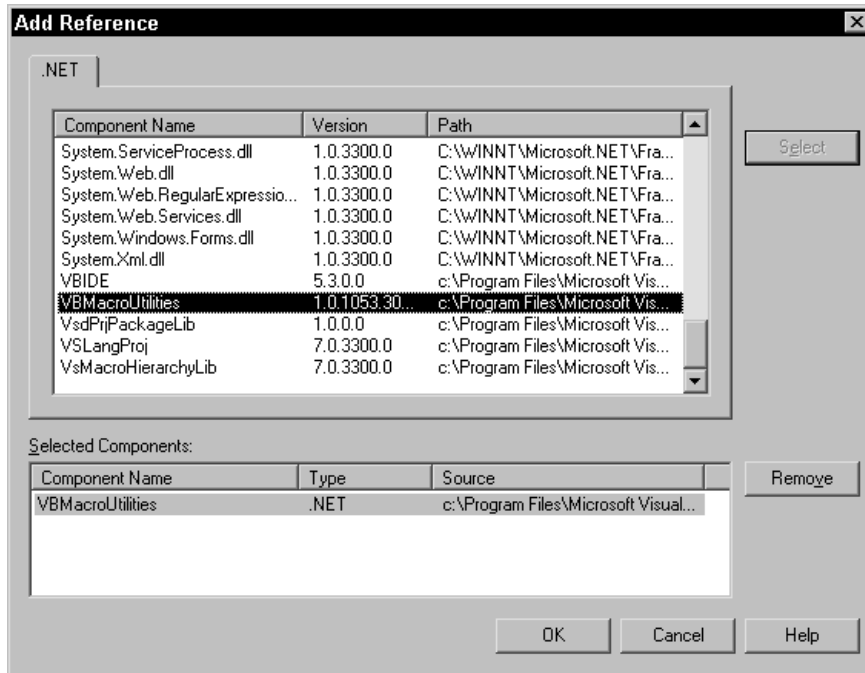 Add Reference
.NET
Component Name Version Path
System.ServiceProcess.dll 1.0.3300.0 C:\WINNT\Microsoft.NET\Fra...
System.Web.dll 1.0.3300.0 C:\WINNT\Microsoft.NET\Fra...
System.Web.RegularExpressio... 1.0.3300.0 C:\WINNT\Microsoft.NET\Fra...
System.Web.Services.dll 1.0.3300.0 C:\WINNT\Microsoft.NET\Fra...
System.Windows.Forms.dll 1.0.3300.0 C:\WINNT\Microsoft.NET\Fra...
System.Xml.dll 1.0.3300.0 C:\WINNT\Microsoft.NET\Fra...
VBIDE 5.3.0.0 c:\Program Files\Microsoft Vis...
VBMacroUtilities 1.0.1053.30... c:\Program Files\Microsoft Vis...
VsdPrjPackageLib 1.0.0.0 c:\Program Files\Microsoft Vis...
VSLangProj 7.0.3300.0 c:\Program Files\Microsoft Vis...
VsMacroHierarchyLib 7.0.3300.0 c:\Program Files\Microsoft Vis...
Select
Selected Components:
Component Name Type Source
VBMacroUtilities .NET c:\Program Files\Microsoft Visual...
Remove
OK Cancel Help